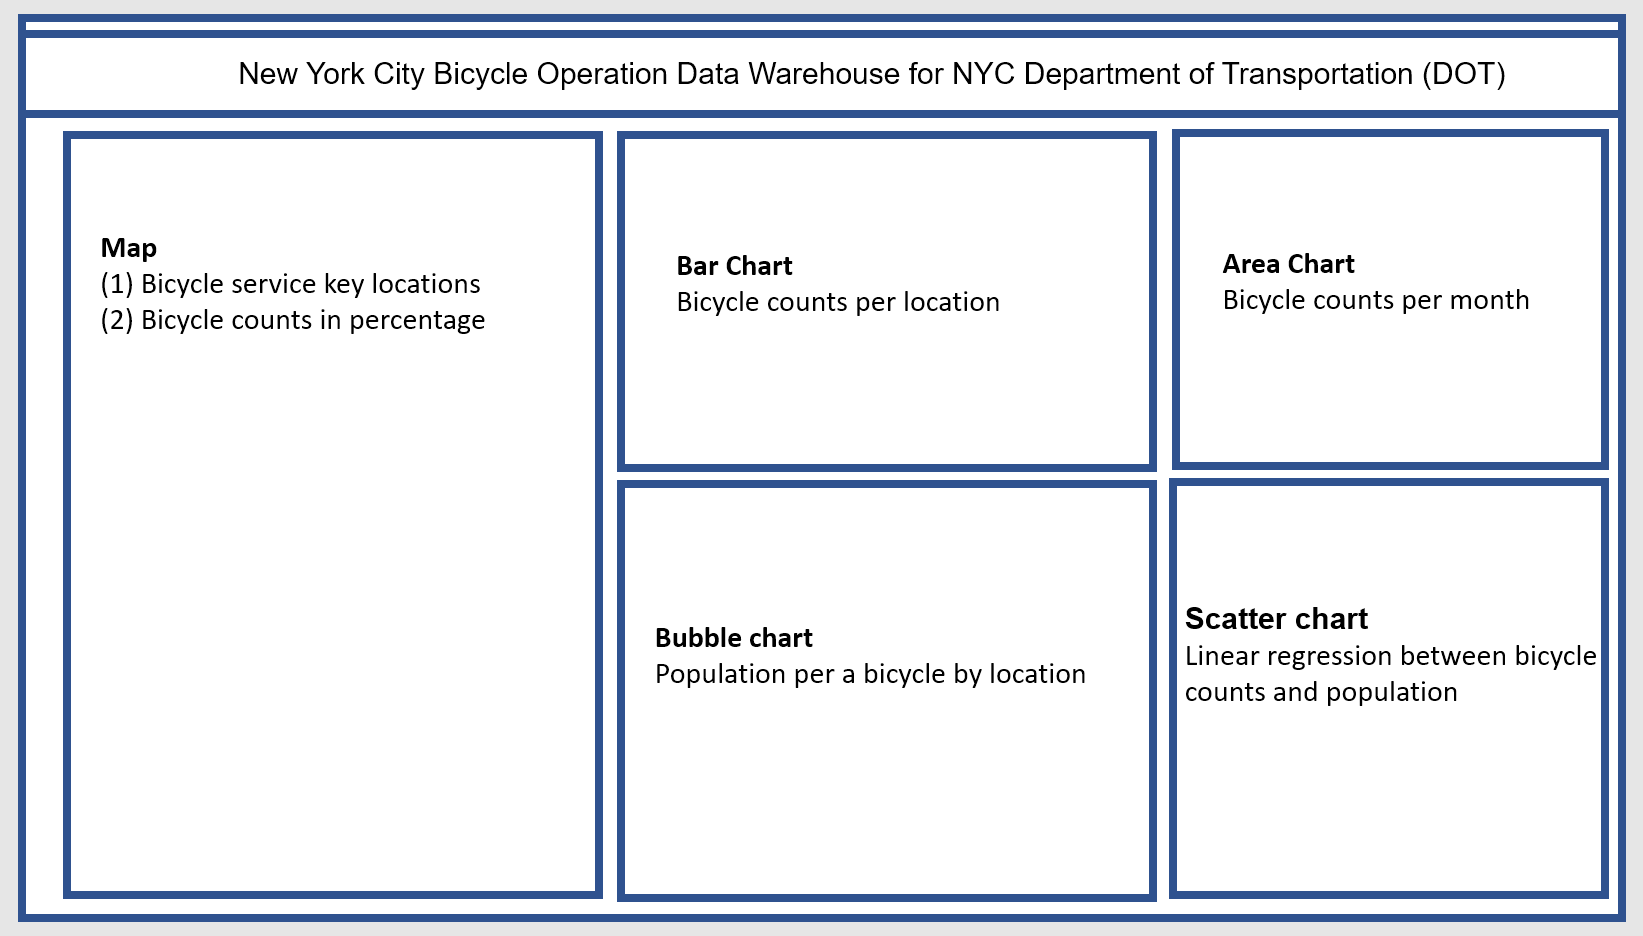 New York City Bicycle Operation Data Warehouse for NYC Department of Transportation (DOT)
Map
(1) Bicycle service key locations
(2) Bicycle counts in percentage
Bar Chart
Bicycle counts per location
Area Chart
Bicycle counts per month
Bubble chart
Population per a bicycle by location
Scatter chart
Linear regression between bicycle
counts and population